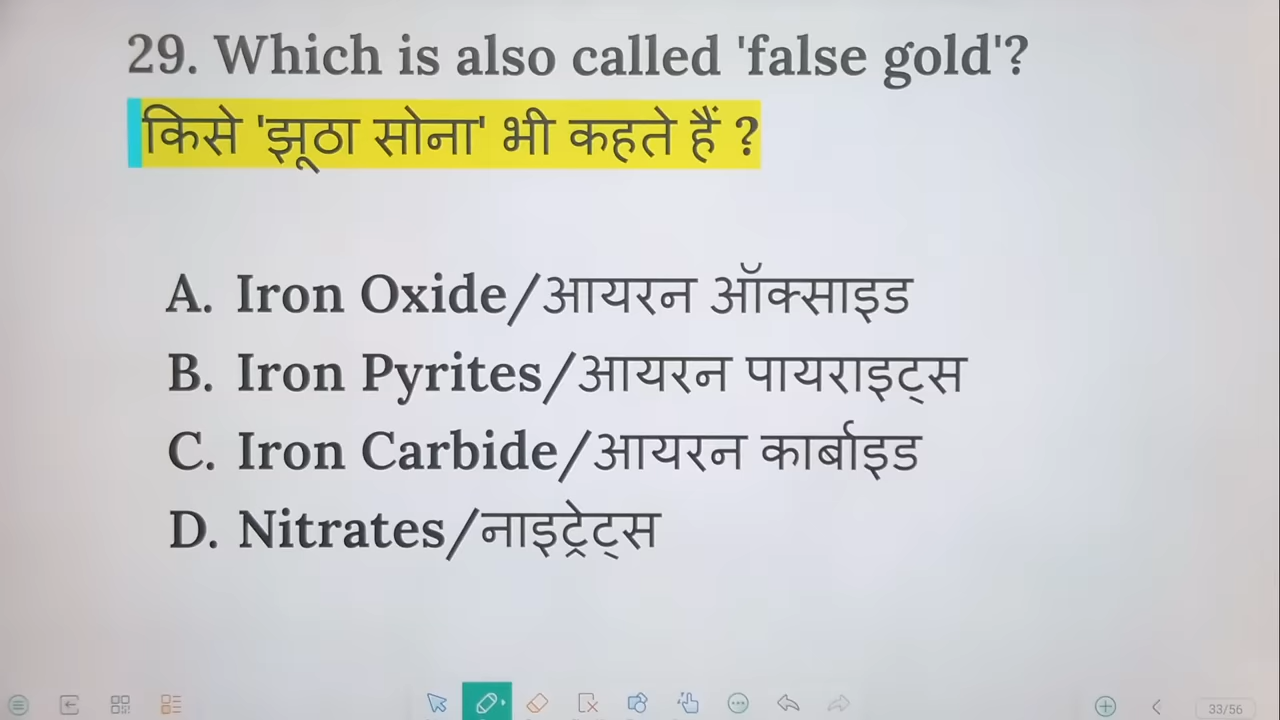 29. Which is also called 'false gold'?
किसे 'झूठा सोना' भी कहते हैं ?
A. Iron Oxide/आयरन ऑक्साइड
B. Iron Pyrites/आयरन पायराइट्स
C. Iron Carbide/आयरन कार्बाइड
D. Nitrates/नाइट्रेट्स
33/56